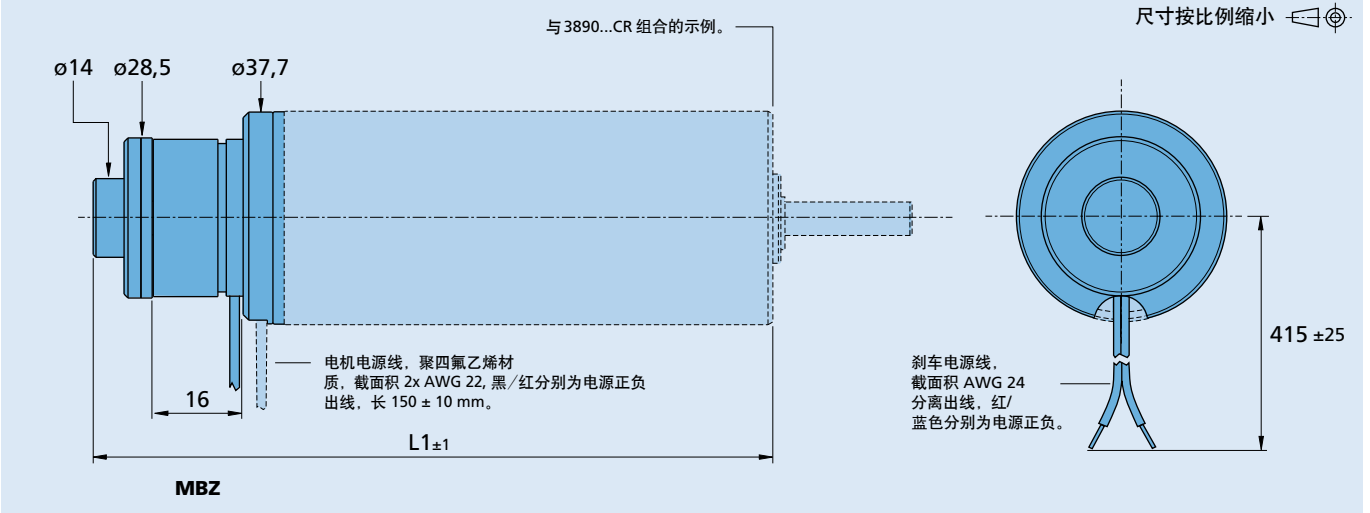 与3890...CR 组合的示例。
尺寸按比例缩小
ø14
ø28,5
ø37,7
电机电源线，聚四氟乙烯材
质，截面积 2x AWG 22, 黑/红分别为电源正负
出线，长 150 ± 10 mm。
16
L1±1
MBZ
刹车电源线，
截面积 AWG 24
分离出线，红/
蓝色分别为电源正负。
415 ±25